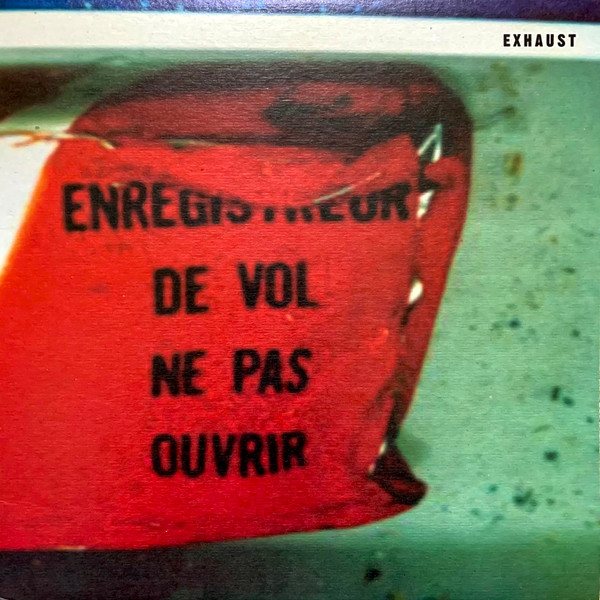 EXHAUST
ENREGISTREUR
DE VOL
NE PAS
OUVRIR